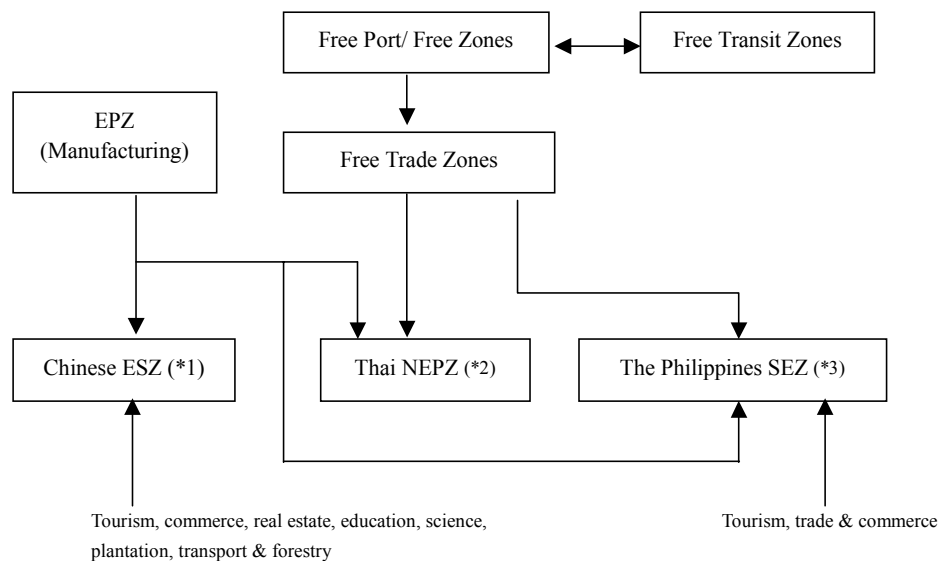 Free Port/ Free Zones
Free Transit Zones
EPZ
(Manufacturing)
Free Trade Zones
Chinese ESZ (*1)
Thai NEPZ (*2)
The Philippines SEZ (*3)
Tourism, commerce, real estate, education, science,
plantation, transport & forestry
Tourism, trade & commerce